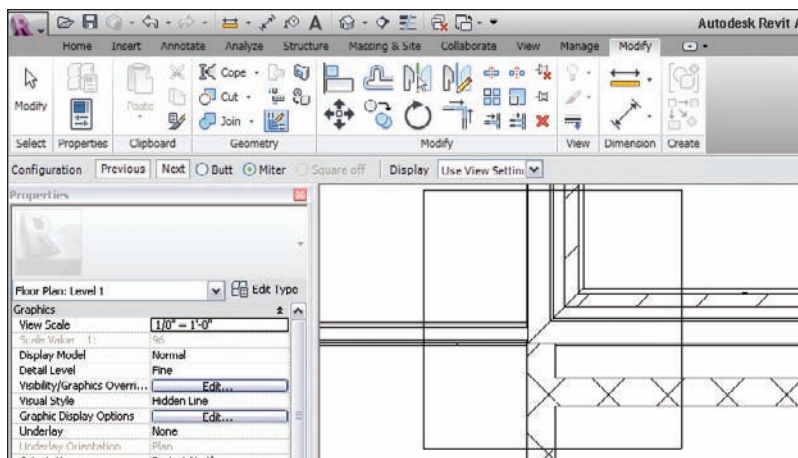 Autodesk Revit A
Home Insert Annotate Analyze Structure Massing & Site Collaborate View Manage Modify
Cope
Modify Paste Cut
Join
Select Properties Clipboard Geometry Modify View Dimension Create
Configuration Previous Next Butt Miter Square off Display Use View Settin
Properties
Floor Plan: Level 1 Edit Type
Graphics
View Scale 1/8" = 1'-0"
Scale Value 1: 96
Display Model Normal
Detail Level Fine
Visibility/Graphics Overri... Edit...
Visual Style Hidden Line
Graphic Display Options Edit...
Underlay None
Underlay Orientation Plan